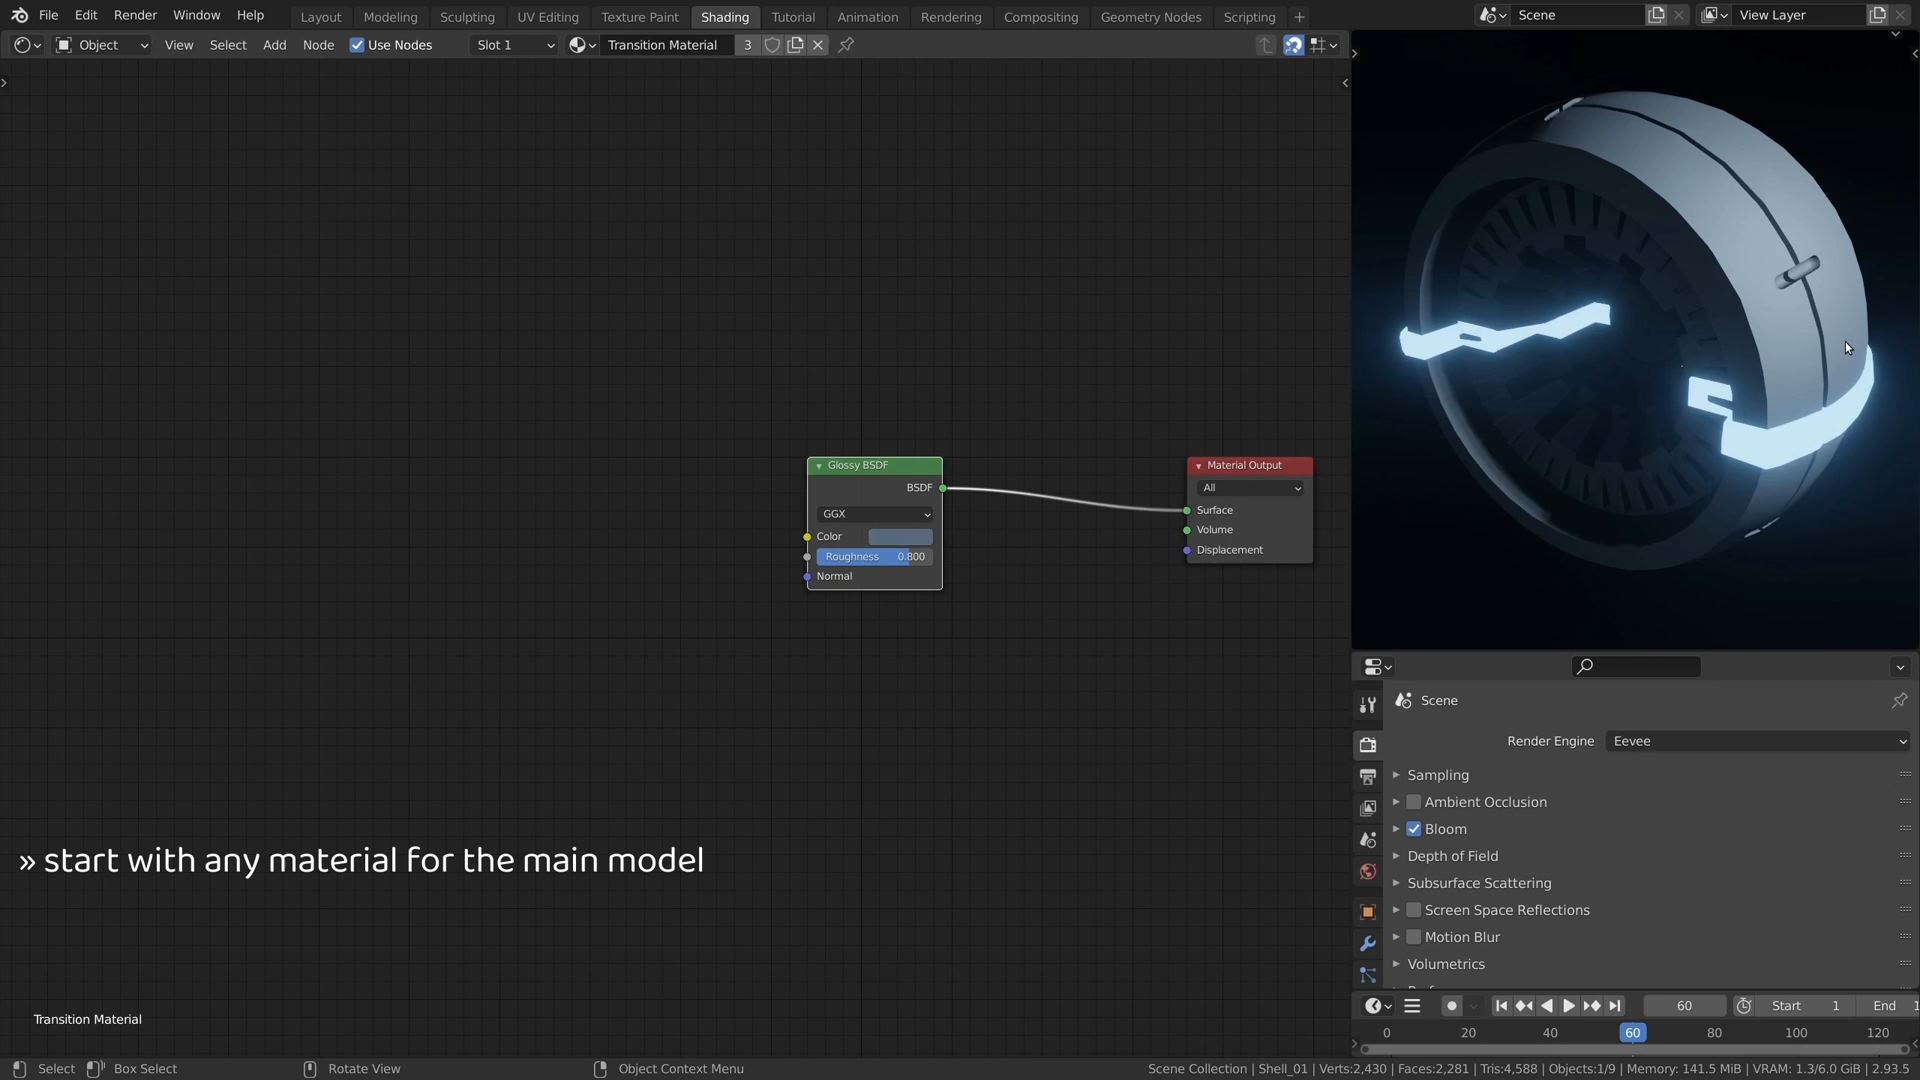 File Edit Render Window Help Layout Modeling Sculpting UV Editing Texture Paint Shading Tutorial Animation Rendering Compositing Geometry Nodes Scripting + Scene View Layer
Object View Select Add Node Use Nodes Slot 1 Transition Material 3
Glossy BSDF
BSDF
GGX
Color
Roughness 0.800
Normal
Material Output
All
Surface
Volume
Displacement
» start with any material for the main model
Transition Material
Scene
Render Engine Eevee
Sampling
Ambient Occlusion
Bloom
Depth of Field
Subsurface Scattering
Screen Space Reflections
Motion Blur
Volumetrics
60 Start 1 End 1
0 20 40 60 80 100 120
Select Box Select Rotate View Object Context Menu Scene Collection | Shell_01 | Verts:2,430 | Faces:2,281 | Tris:4,588 | Objects:1/9 | Memory: 141.5 MiB | VRAM: 1.3/6.0 GiB | 2.93.5